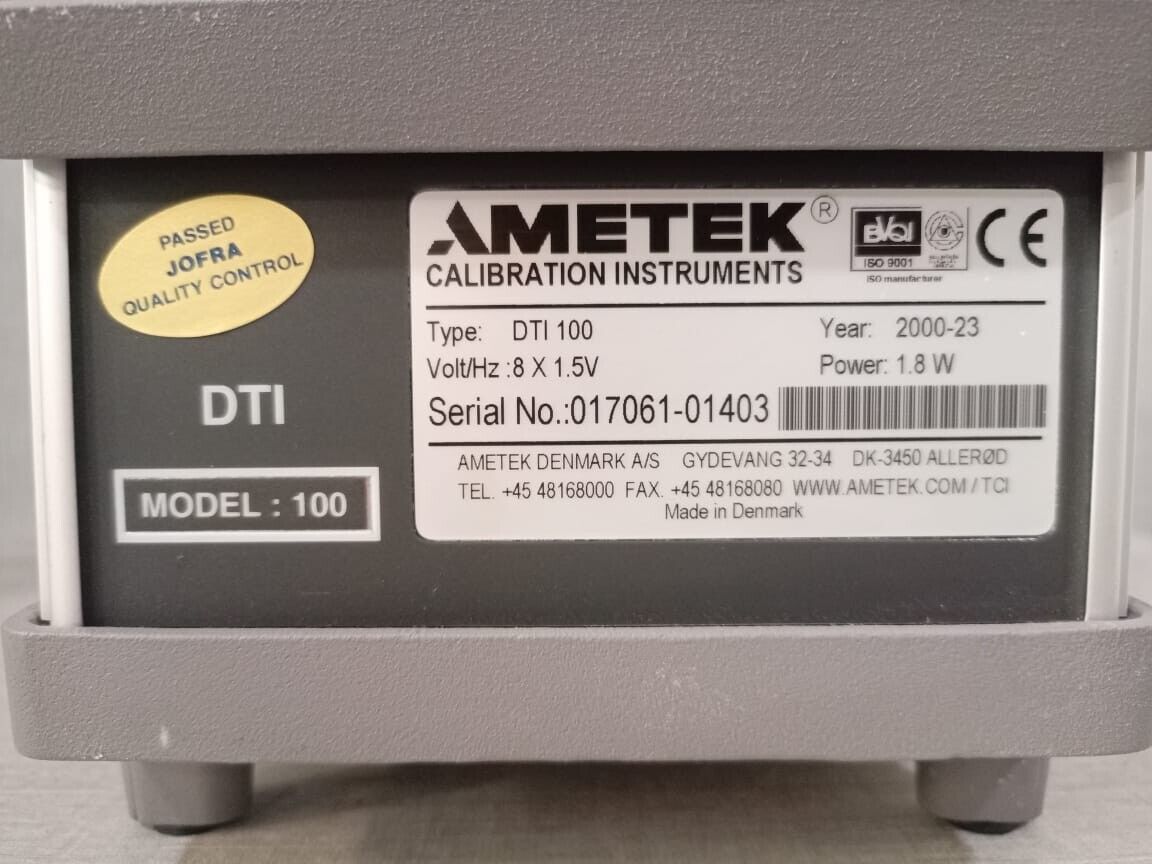 PASSED
JOFRA
QUALITY CONTROL
DTI
MODEL : 100
AMETEK®
CALIBRATION INSTRUMENTS
BVQI
ISO 9001
ISO manufacturer
CE
Type: DTI 100
Year: 2000-23
Volt/Hz :8 X 1.5V
Power: 1.8 W
Serial No.:017061-01403
AMETEK DENMARK A/S GYDEVANG 32-34 DK-3450 ALLERØD
TEL. +45 48168000 FAX. +45 48168080 WWW.AMETEK.COM/TCI
Made in Denmark